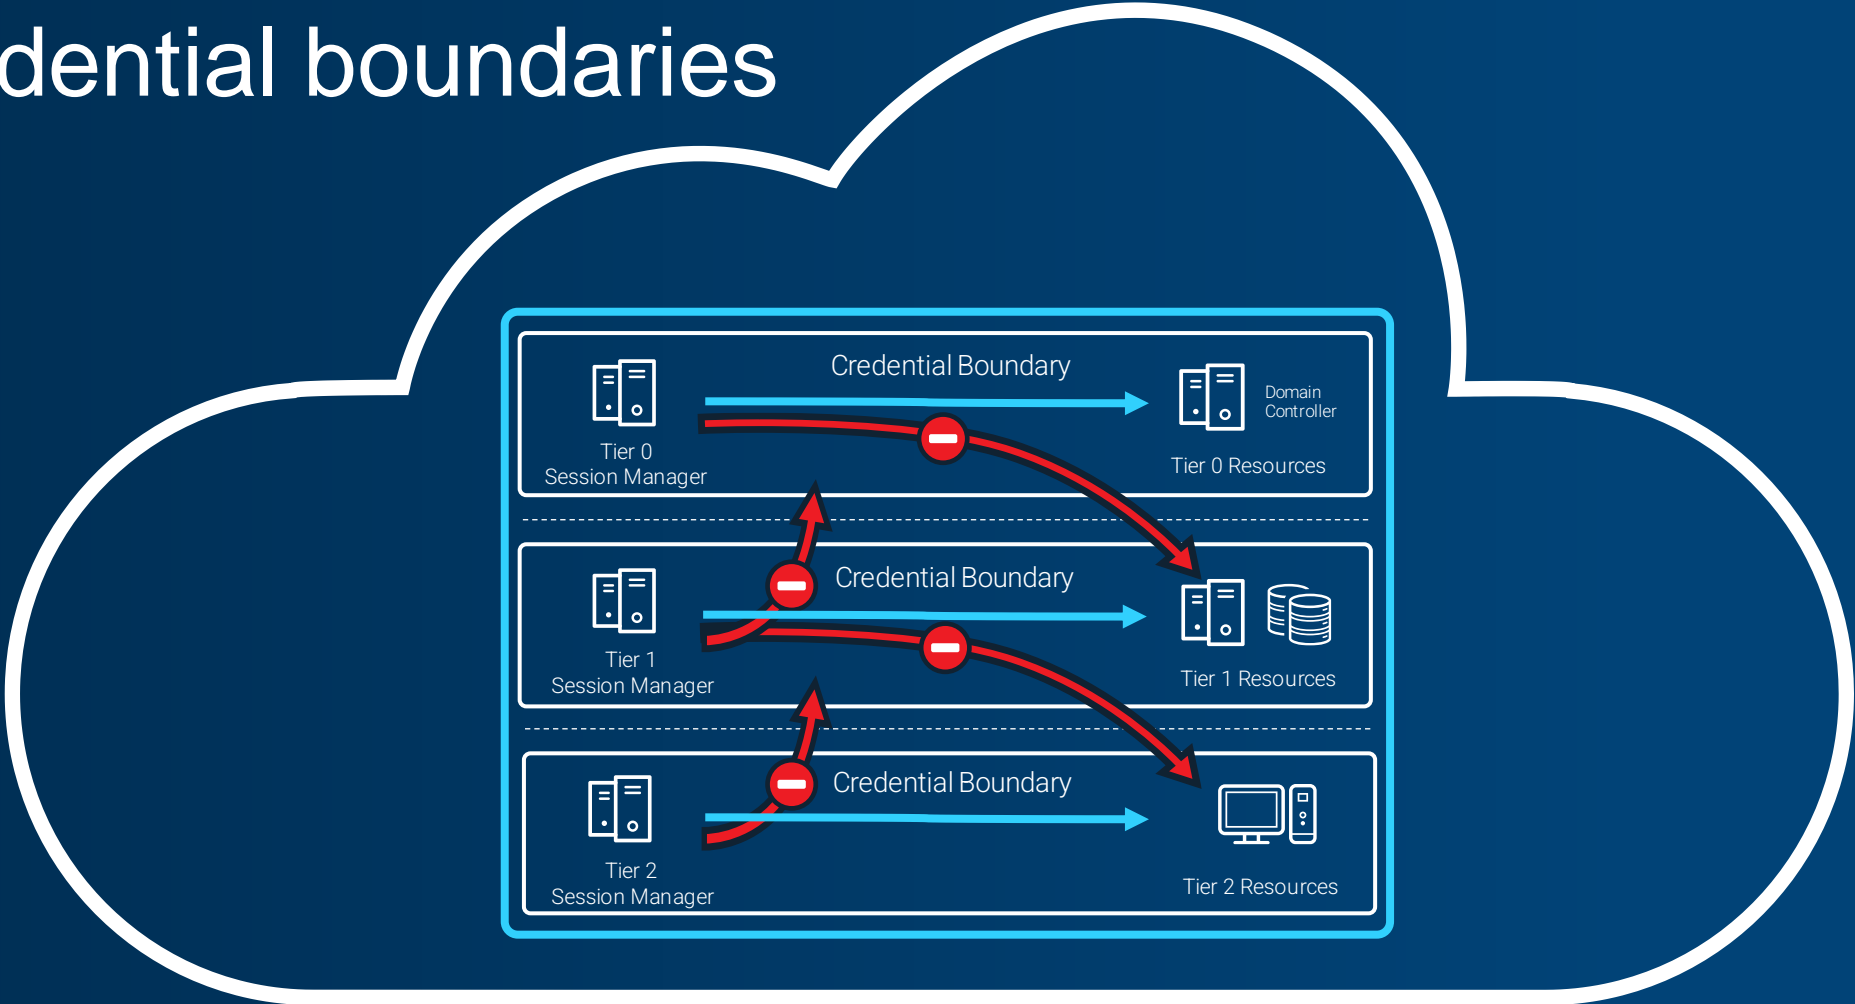 dential boundaries
Credential Boundary
Domain
Controller
Tier 0
Session Manager
Tier 0 Resources
Credential Boundary
Tier 1
Session Manager
Tier 1 Resources
Credential Boundary
Tier 2
Session Manager
Tier 2 Resources